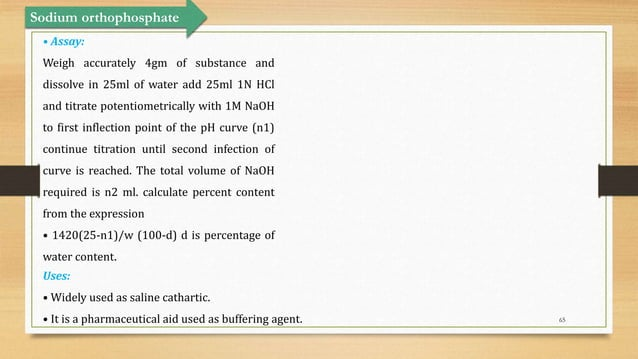 Sodium orthophosphate
• Assay:
Weigh accurately 4gm of substance and
dissolve in 25ml of water add 25ml 1N HCl
and titrate potentiometrically with 1M NaOH
to first inflection point of the pH curve (n1)
continue titration until second infection of
curve is reached. The total volume of NaOH
required is n2 ml. calculate percent content
from the expression
• 1420(25-n1)/w (100-d) d is percentage of
water content.
Uses:
• Widely used as saline cathartic.
• It is a pharmaceutical aid used as buffering agent.
65